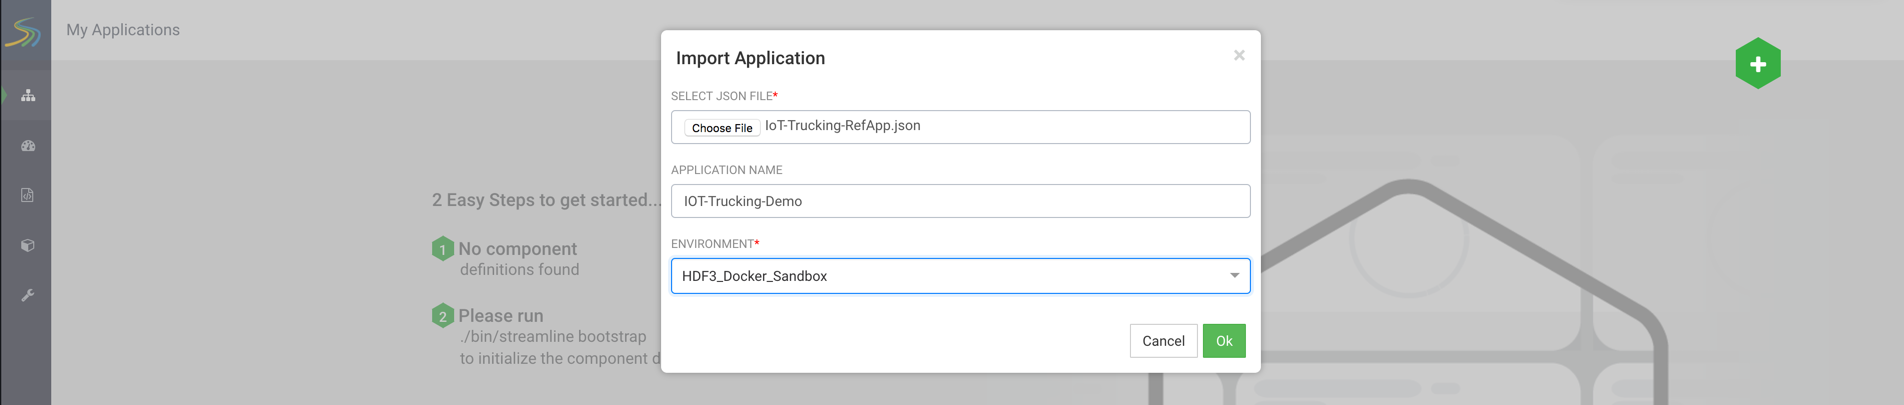 My Applications
Import Application
×
SELECT JSON FILE*
Choose File IoT-Trucking-RefApp.json
APPLICATION NAME
IOT-Trucking-Demo
ENVIRONMENT*
HDF3_Docker_Sandbox
Cancel Ok
2 Easy Steps to get started...
1 No component
definitions found
2 Please run
./bin/streamline bootstrap
to initialize the component d